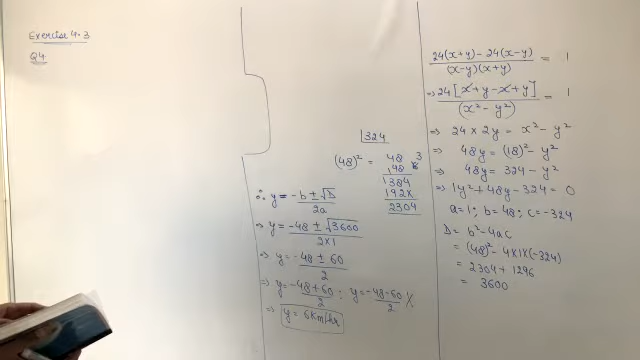 Exercise 4.3
Q4.
24(x+y) - 24(x-y) / (x-y)(x+y) = 1
⇒ 24[x+y-x+y] / (x² - y²) = 1
⇒ 24 × 2y = x² - y²
⇒ 48y = (18)² - y²
⇒ 48y = 324 - y²
⇒ 1y² + 48y - 324 = 0
a=1; b=48; c=-324
D = b² - 4ac
= (48)² - 4×1×(-324)
= 2304 + 1296
= 3600
324
(48)² = 48
48
384
192×
2304
∴ y = -b ± √D / 2a
⇒ y = -48 ± √3600 / 2×1
⇒ y = -48 ± 60 / 2
⇒ y = -48+60 / 2 ; y = -48-60 / 2 ×
⇒ y = 6km/hr